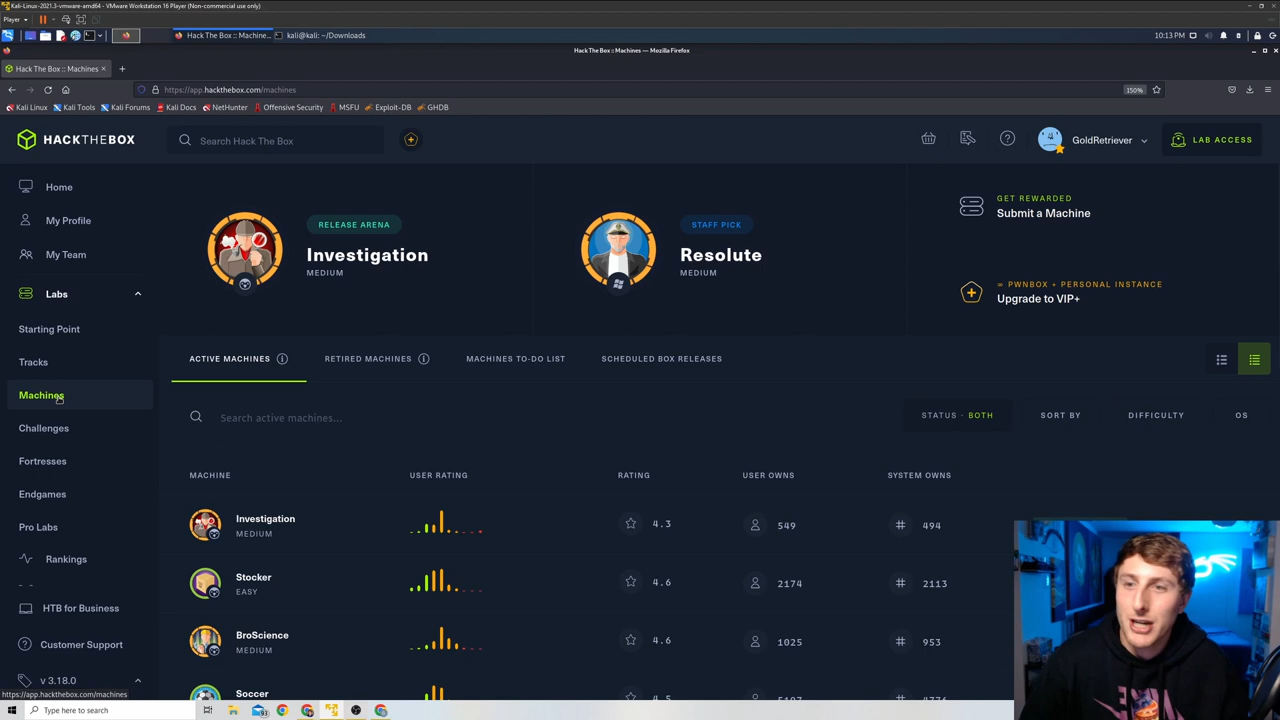 Kali-Linux-2021.3-vmware-amd64 - VMware Workstation 16 Player (Non-commercial use only)
Player
Hack The Box :: Machine...
kali@kali: ~/Downloads
10:13 PM
Hack The Box :: Machines — Mozilla Firefox
Hack The Box :: Machines
https://app.hackthebox.com/machines
150%
Kali Linux
Kali Tools
Kali Forums
Kali Docs
NetHunter
Offensive Security
MSFU
Exploit-DB
GHDB
HACKTHEBOX
Search Hack The Box
GoldRetriever
LAB ACCESS
Home
My Profile
My Team
Labs
Starting Point
Tracks
Machines
Challenges
Fortresses
Endgames
Pro Labs
Rankings
HTB for Business
Customer Support
v 3.18.0
RELEASE ARENA
Investigation
MEDIUM
STAFF PICK
Resolute
MEDIUM
GET REWARDED
Submit a Machine
∞ PWNBOX + PERSONAL INSTANCE
Upgrade to VIP+
ACTIVE MACHINES
RETIRED MACHINES
MACHINES TO-DO LIST
SCHEDULED BOX RELEASES
Search active machines...
STATUS · BOTH
SORT BY
DIFFICULTY
OS
MACHINE USER RATING RATING USER OWNS SYSTEM OWNS
Investigation
MEDIUM
4.3 549 494
Stocker
EASY
4.6 2174 2113
BroScience
MEDIUM
4.6 1025 953
Soccer
https://app.hackthebox.com/machines
Type here to search